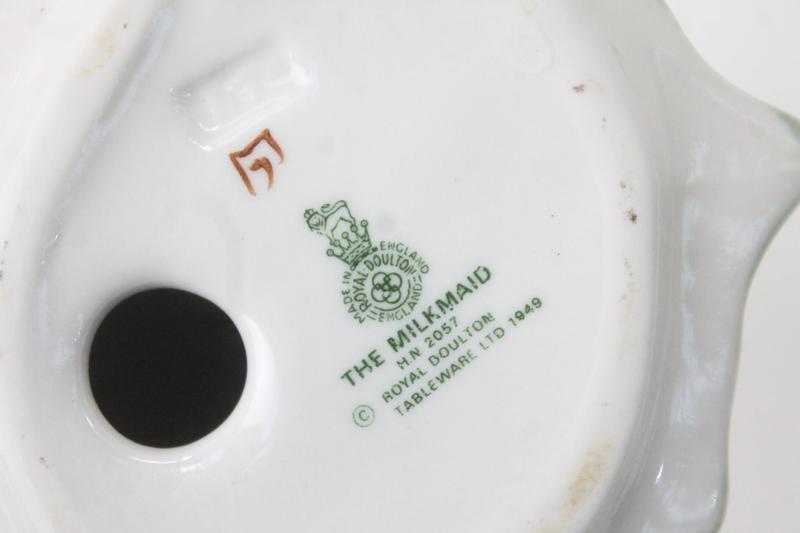 MADE IN ENGLAND
ROYAL·DOULTON
ENGLAND
THE MILKMAID
H.N 2057
© ROYAL DOULTON
TABLEWARE LTD 1949